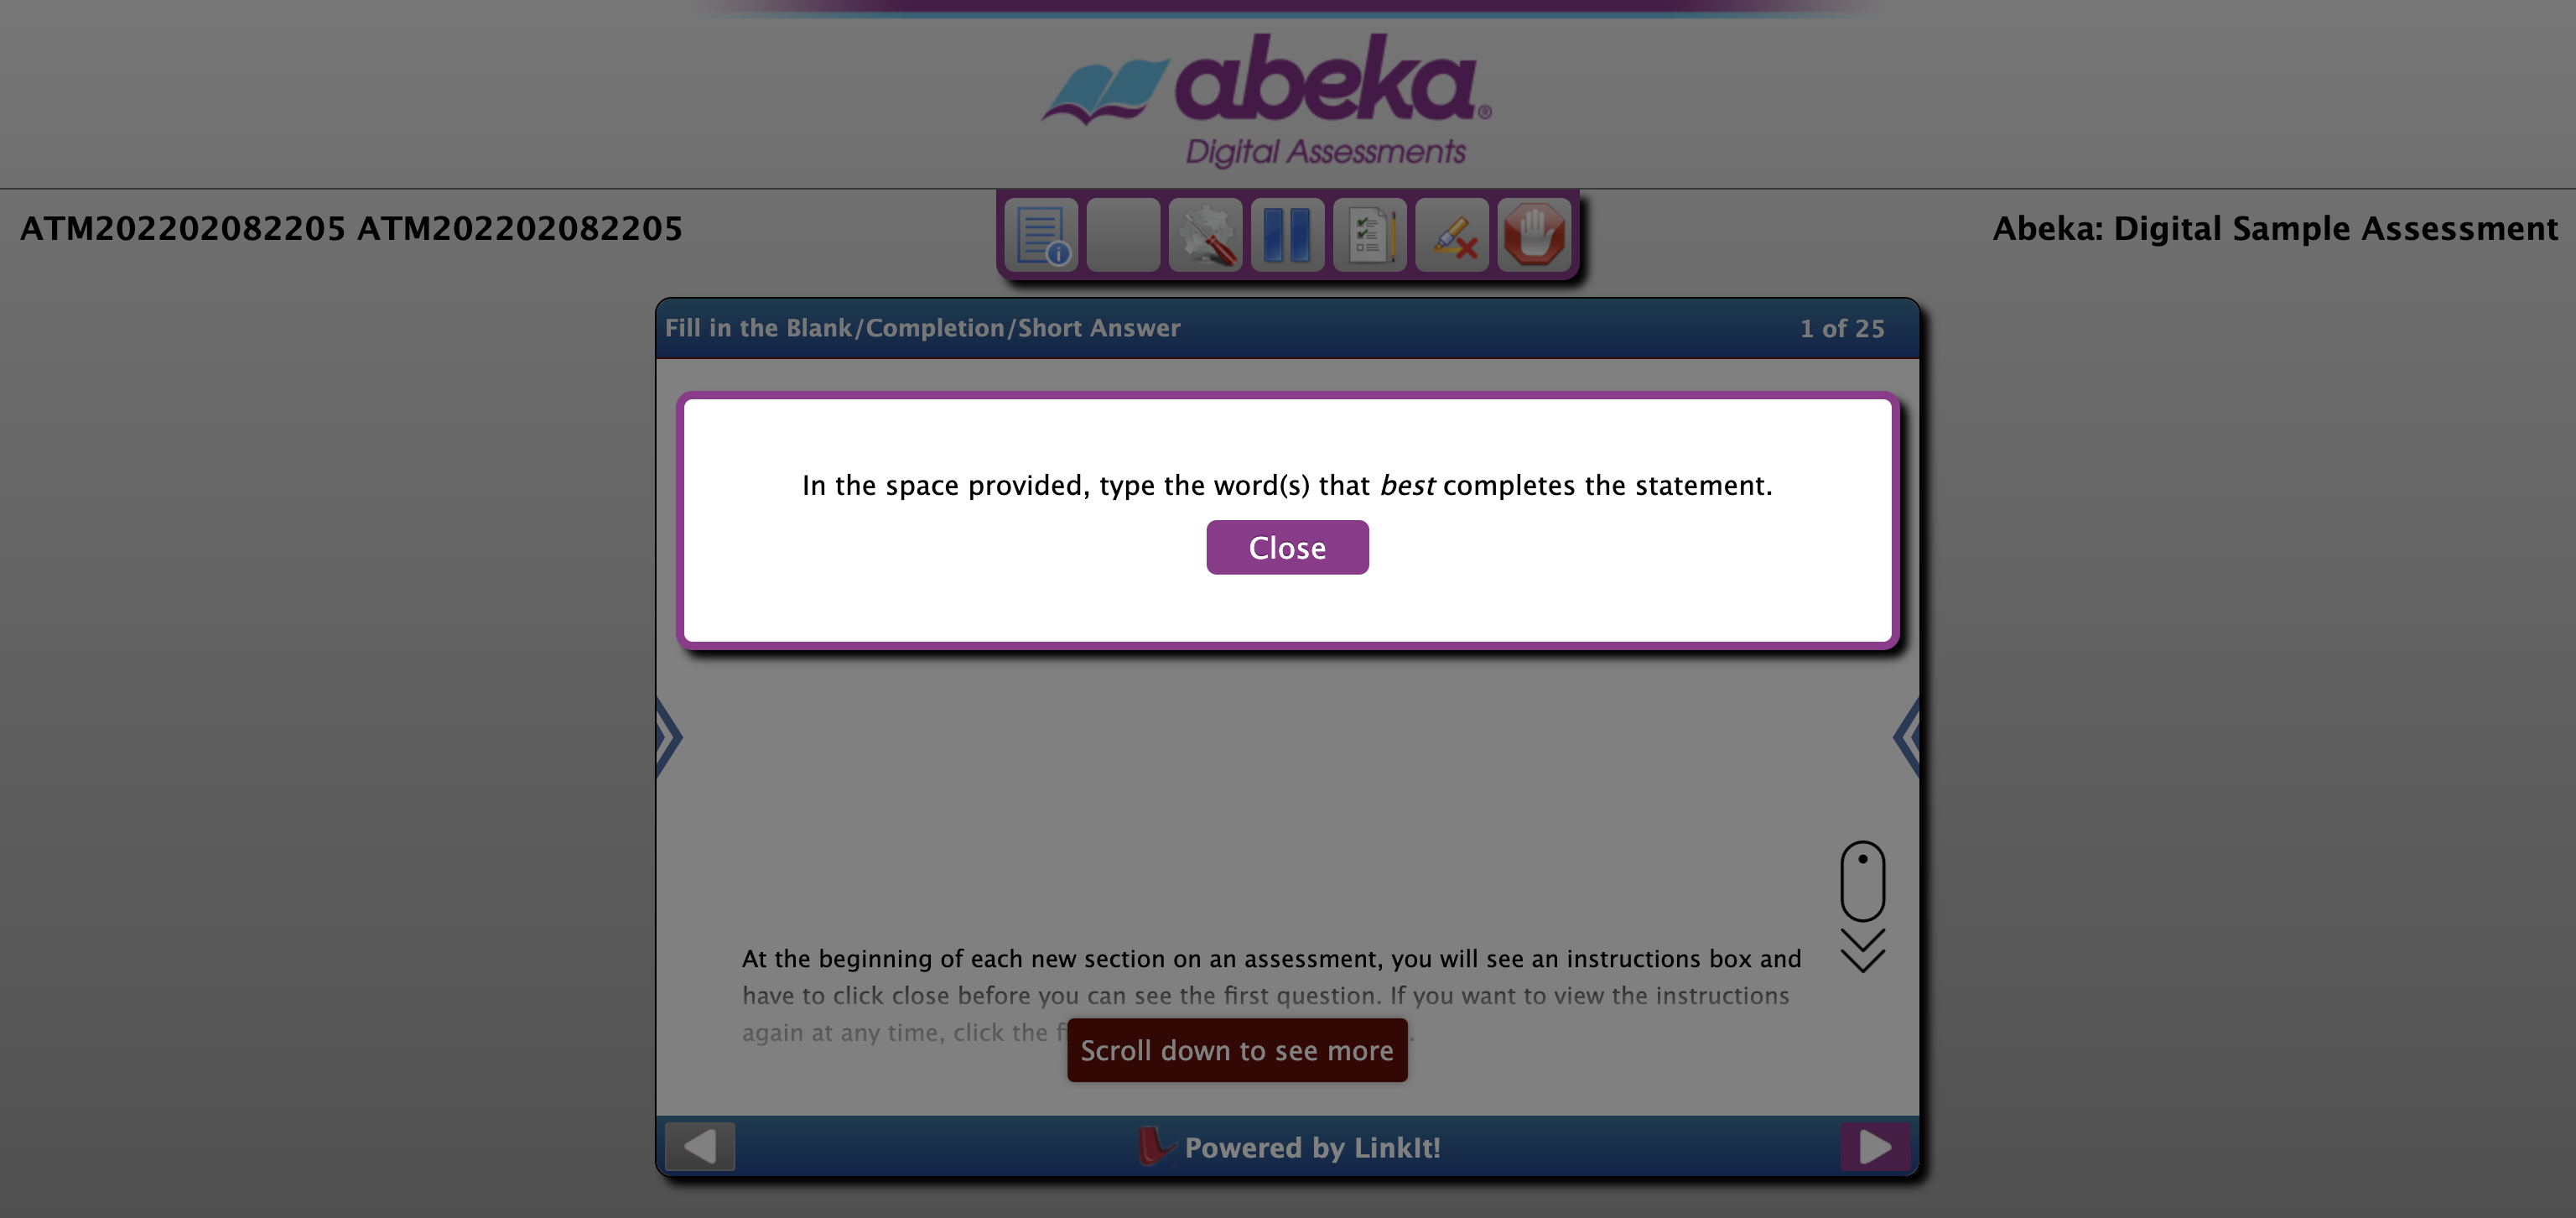 abeka®
Digital Assessments
ATM202202082205 ATM202202082205
Abeka: Digital Sample Assessment
Fill in the Blank/Completion/Short Answer
1 of 25
In the space provided, type the word(s) that best completes the statement.
Close
At the beginning of each new section on an assessment, you will see an instructions box and
have to click close before you can see the first question. If you want to view the instructions
again at any time, click the
Scroll down to see more
Powered by LinkIt!